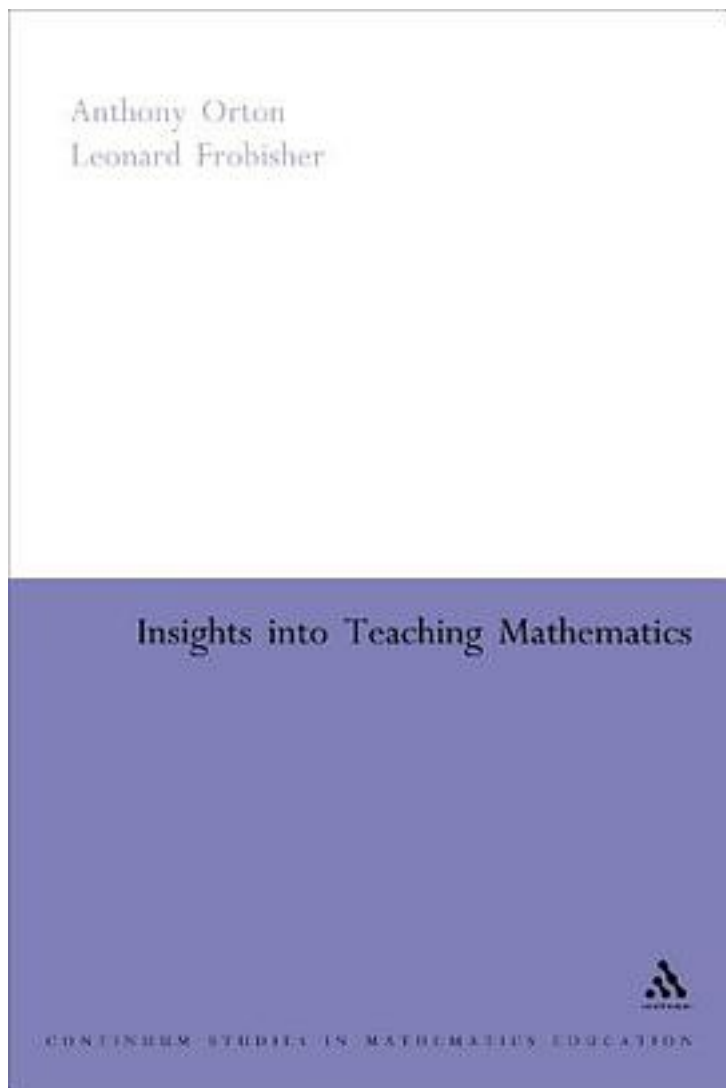 Anthony Orton
Leonard Frobisher
Insights into Teaching Mathematics
CONTINUUM STUDIES IN MATHEMATICS EDUCATION